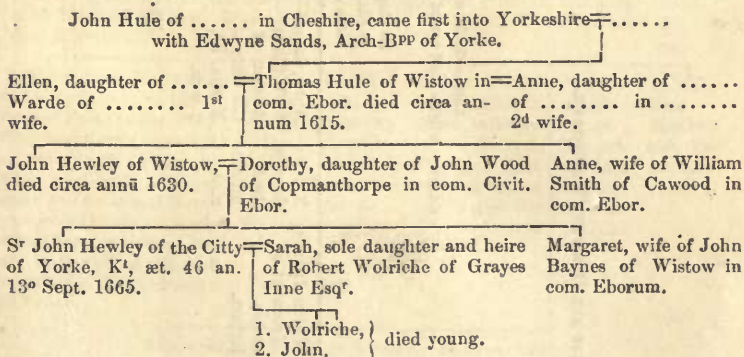 John Hule of ...... in Cheshire, came first into Yorkeshire=......
with Edwyne Sands, Arch-Bpp of Yorke.
Ellen, daughter of ...... =Thomas Hule of Wistow in=Anne, daughter of ......
Warde of ........ 1st com. Ebor. died circa an- of ........ in .........
wife. num 1615. 2d wife.
John Hewley of Wistow,=Dorothy, daughter of John Wood Anne, wife of William
died circa annū 1630. of Copmanthorpe in com. Civit. Smith of Cawood in
Ebor. com. Ebor.
Sr John Hewley of the Citty=Sarah, sole daughter and heire Margaret, wife of John
of Yorke, Kt, æt. 46 an. of Robert Wolriche of Grayes Baynes of Wistow in
13o Sept. 1665. Inne Esqr. com. Eborum.
1. Wolriche, } died young.
2. John,